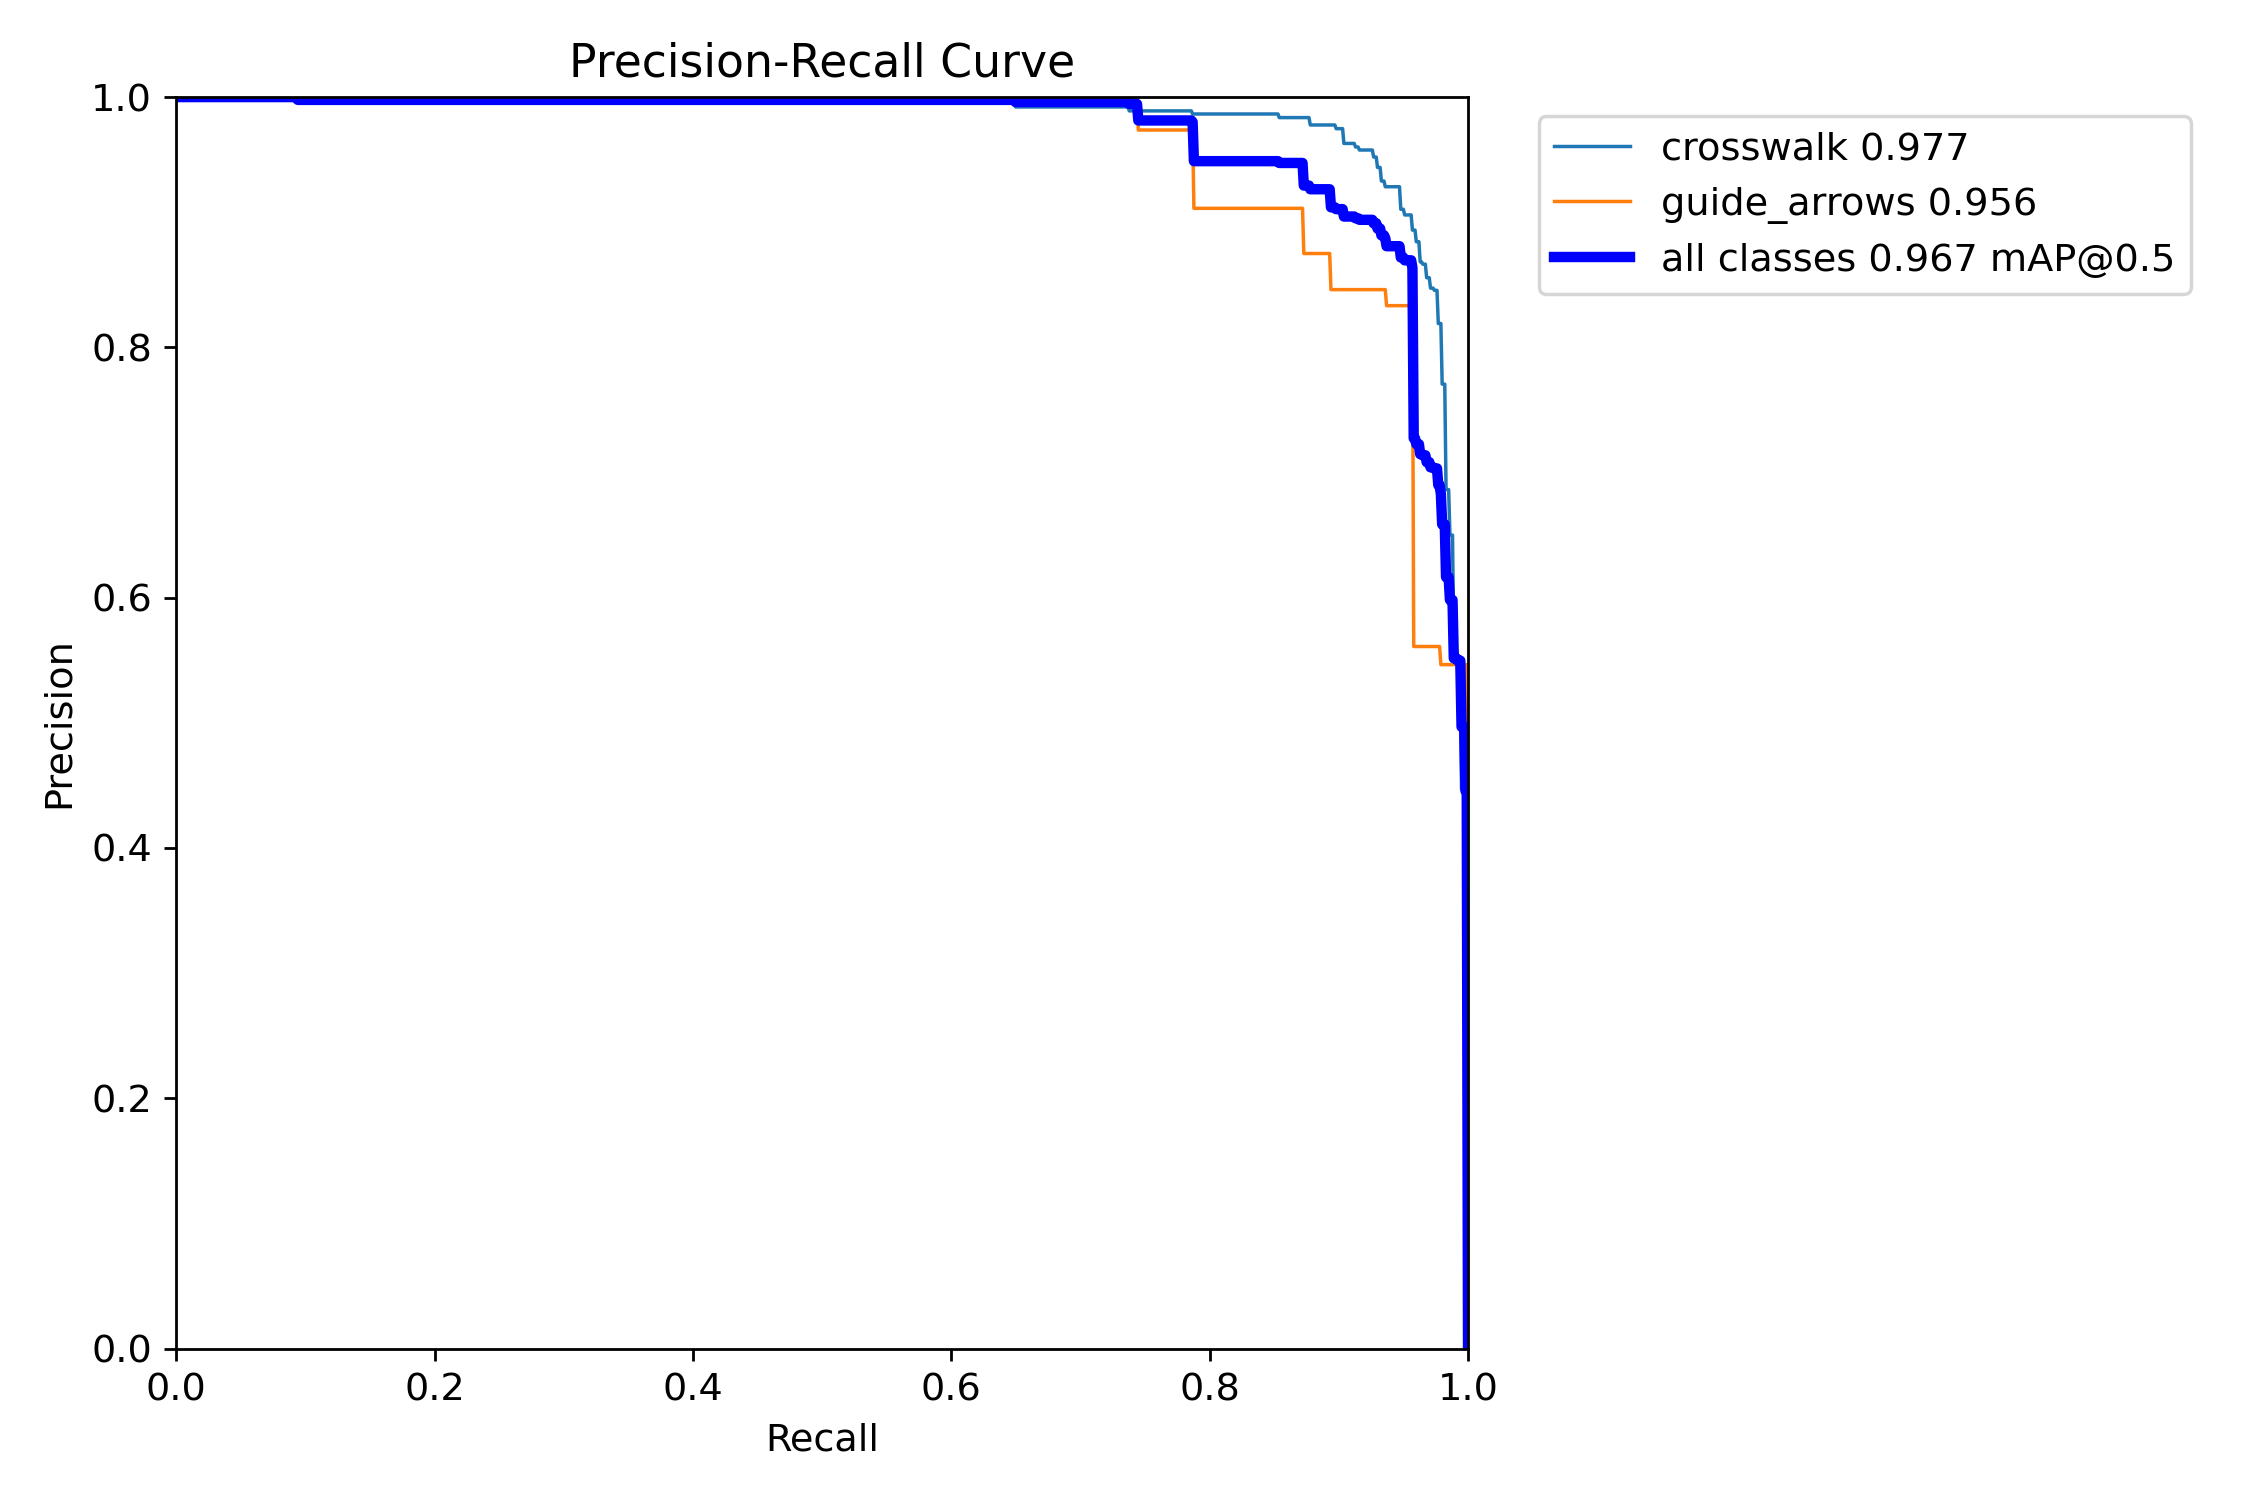 Precision-Recall Curve
1.0
0.8
0.6
0.4
0.2
0.0
Precision
0.0 0.2 0.4 0.6 0.8 1.0
Recall
crosswalk 0.977
guide_arrows 0.956
all classes 0.967 mAP@0.5